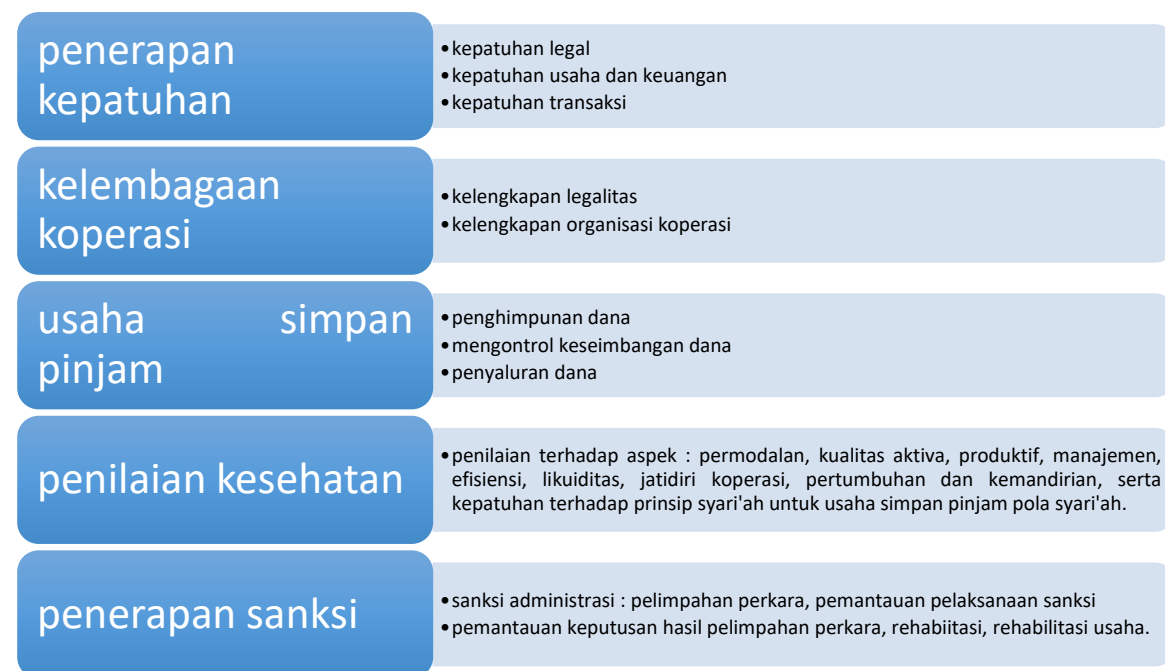 penerapan
kepatuhan
•kepatuhan legal
•kepatuhan usaha dan keuangan
•kepatuhan transaksi
kelembagaan
koperasi
•kelengkapan legalitas
•kelengkapan organisasi koperasi
usaha simpan
pinjam
•penghimpunan dana
•mengontrol keseimbangan dana
•penyaluran dana
penilaian kesehatan
•penilaian terhadap aspek : permodalan, kualitas aktiva, produktif, manajemen,
efisiensi, likuiditas, jatidiri koperasi, pertumbuhan dan kemandirian, serta
kepatuhan terhadap prinsip syari'ah untuk usaha simpan pinjam pola syari'ah.
penerapan sanksi
•sanksi administrasi : pelimpahan perkara, pemantauan pelaksanaan sanksi
•pemantauan keputusan hasil pelimpahan perkara, rehabiitasi, rehabilitasi usaha.